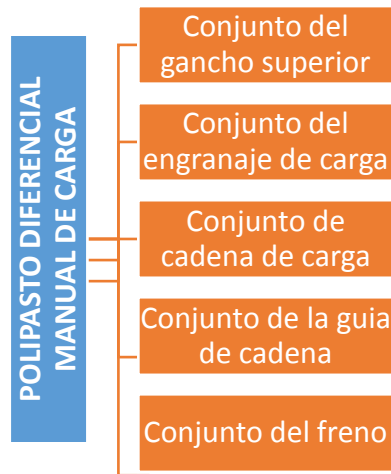 POLIPASTO DIFERENCIAL
MANUAL DE CARGA
Conjunto del
gancho superior
Conjunto del
engranaje de carga
Conjunto de
cadena de carga
Conjunto de la guia
de cadena
Conjunto del freno